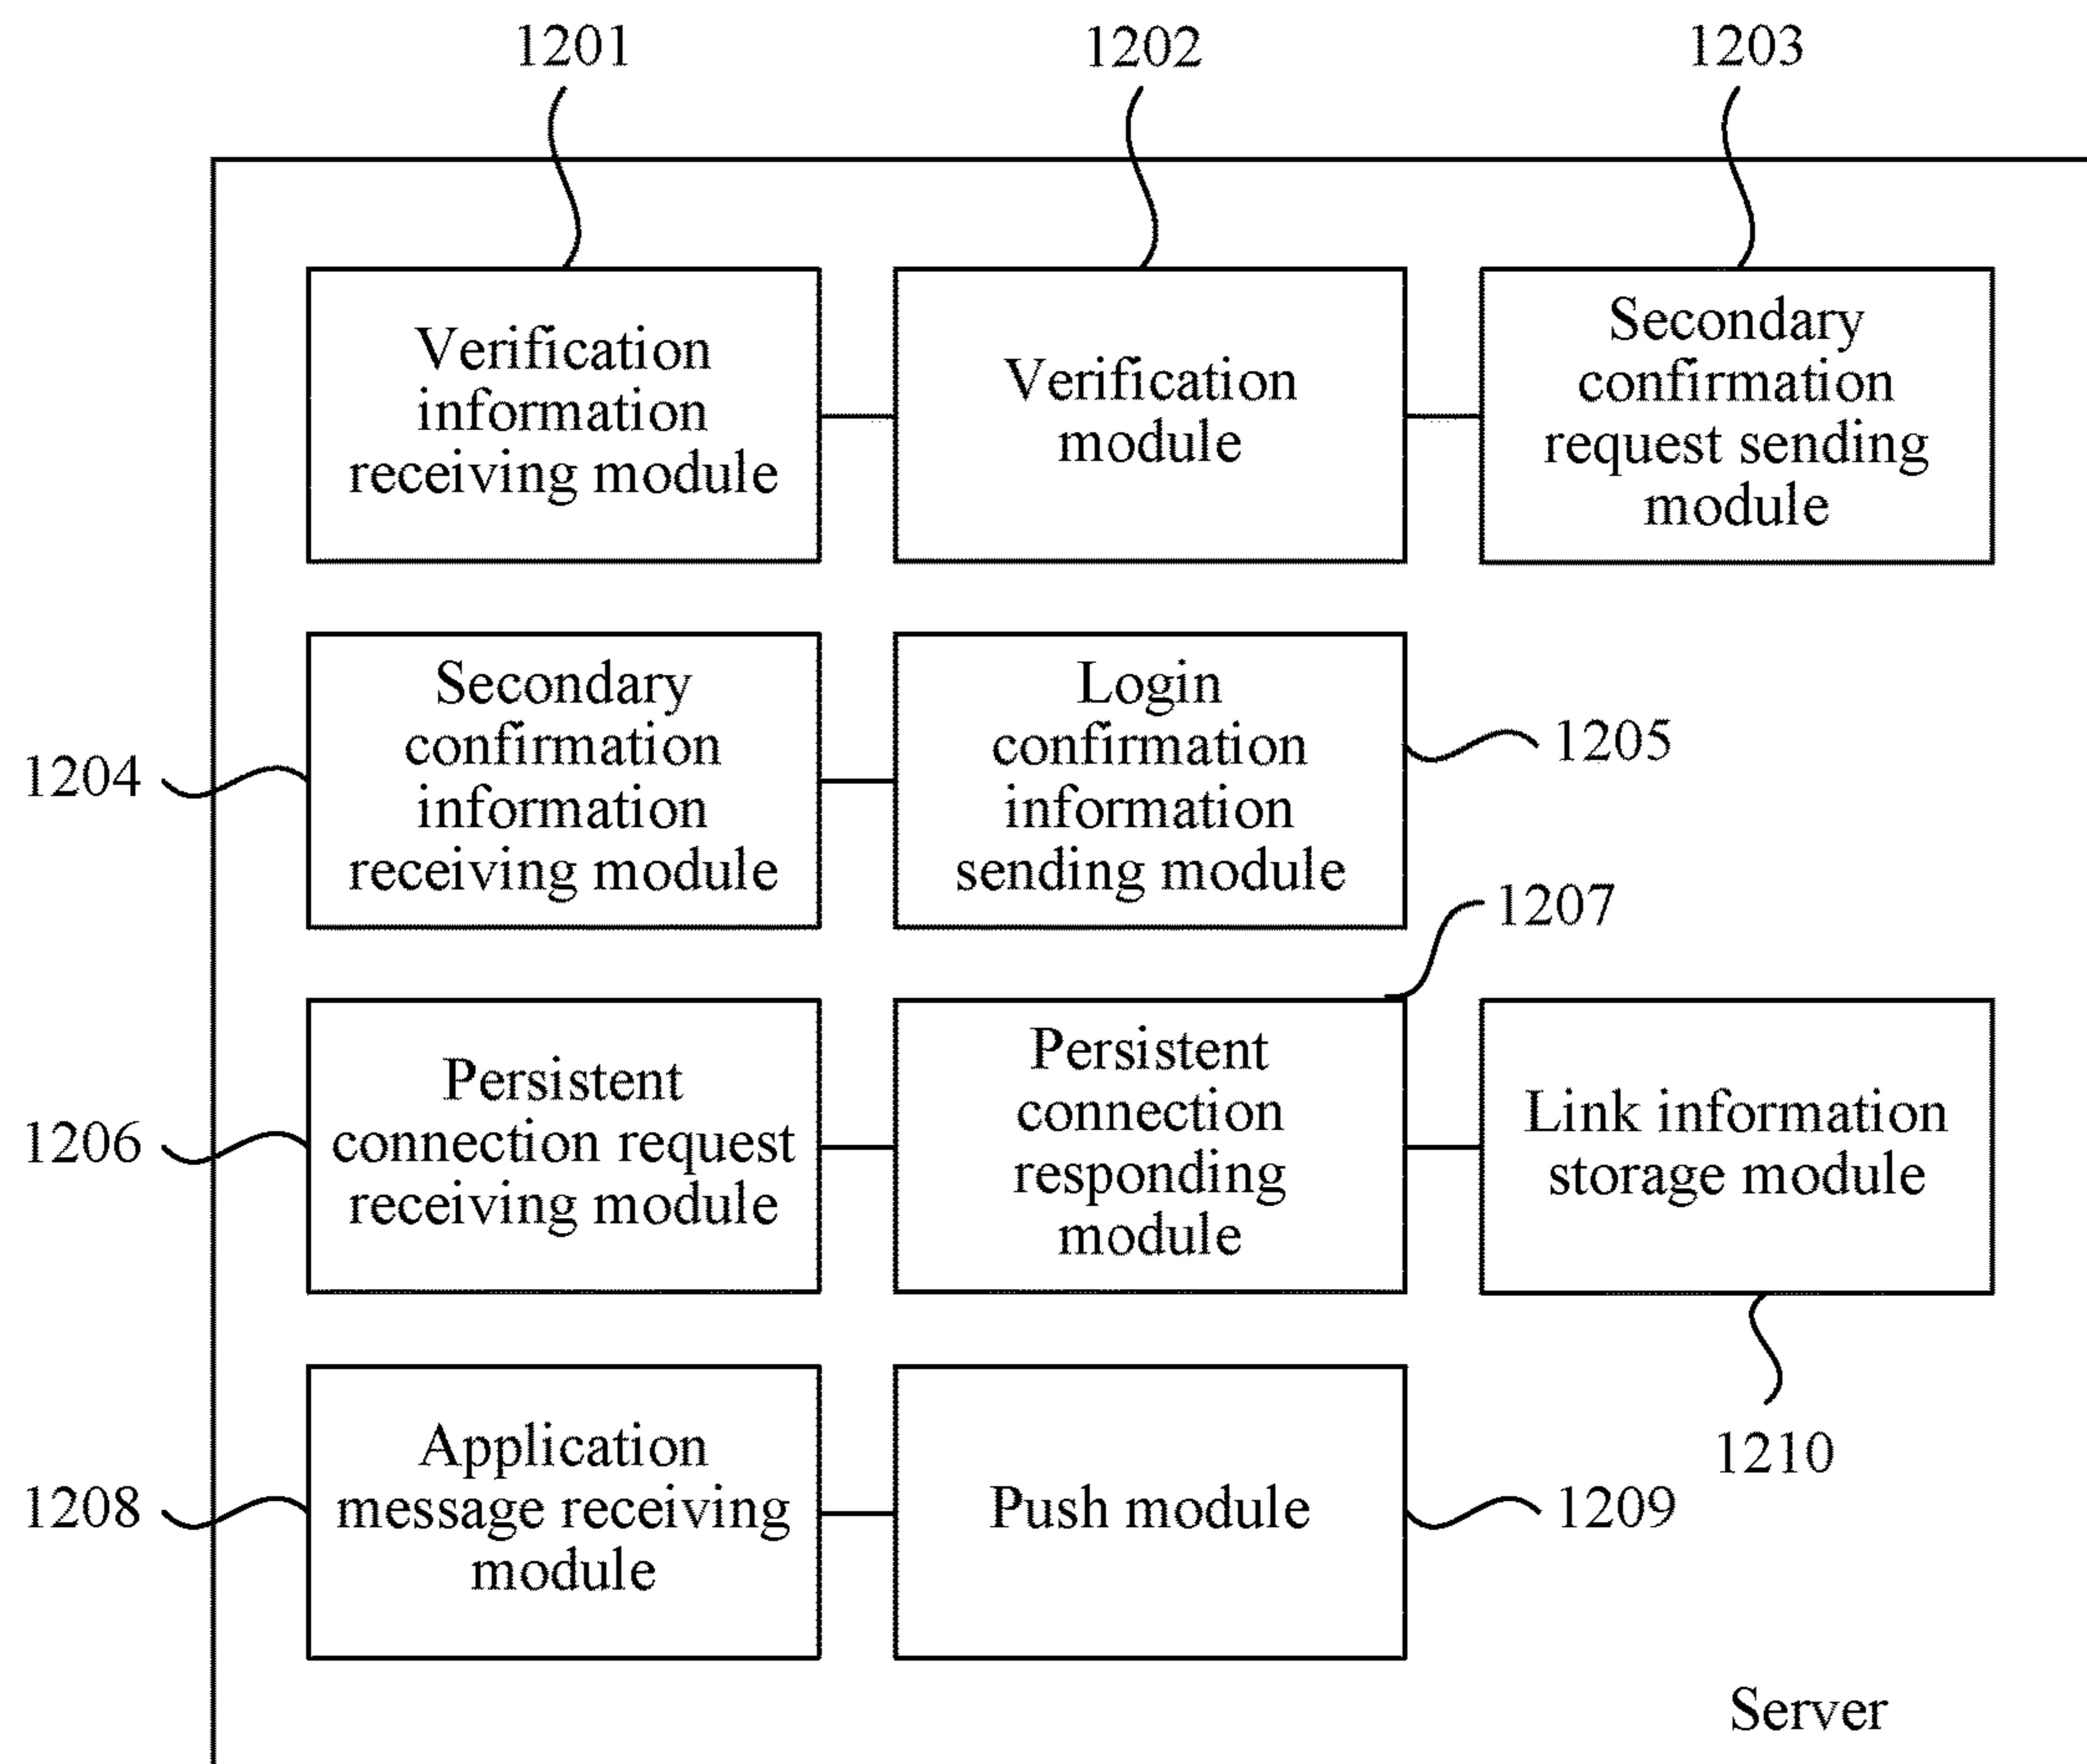 1201
1202
1203
Verification
information
receiving module
Verification
module
Secondary
confirmation
request sending
module
1204
Secondary
confirmation
information
receiving module
Login
confirmation
information
sending module
1205
1207
1206
Persistent
connection request
receiving module
Persistent
connection
responding
module
Link information
storage module
1210
1208
Application
message receiving
module
Push module
1209
Server